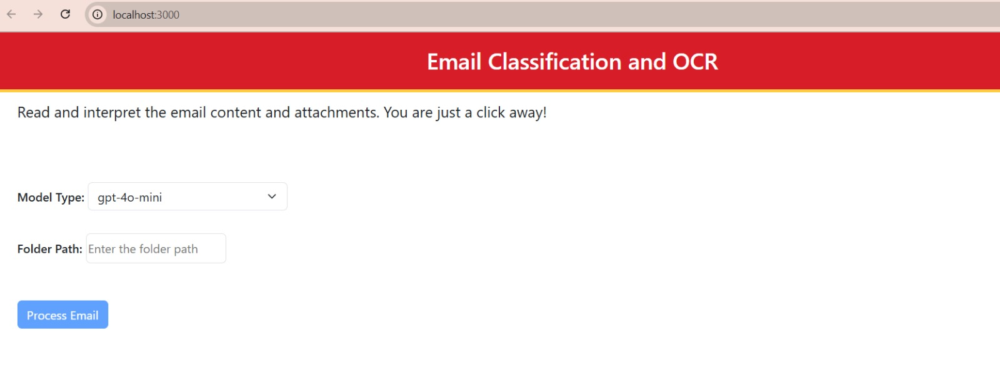 localhost:3000
Email Classification and OCR
Read and interpret the email content and attachments. You are just a click away!
Model Type: gpt-4o-mini
Folder Path: Enter the folder path
Process Email